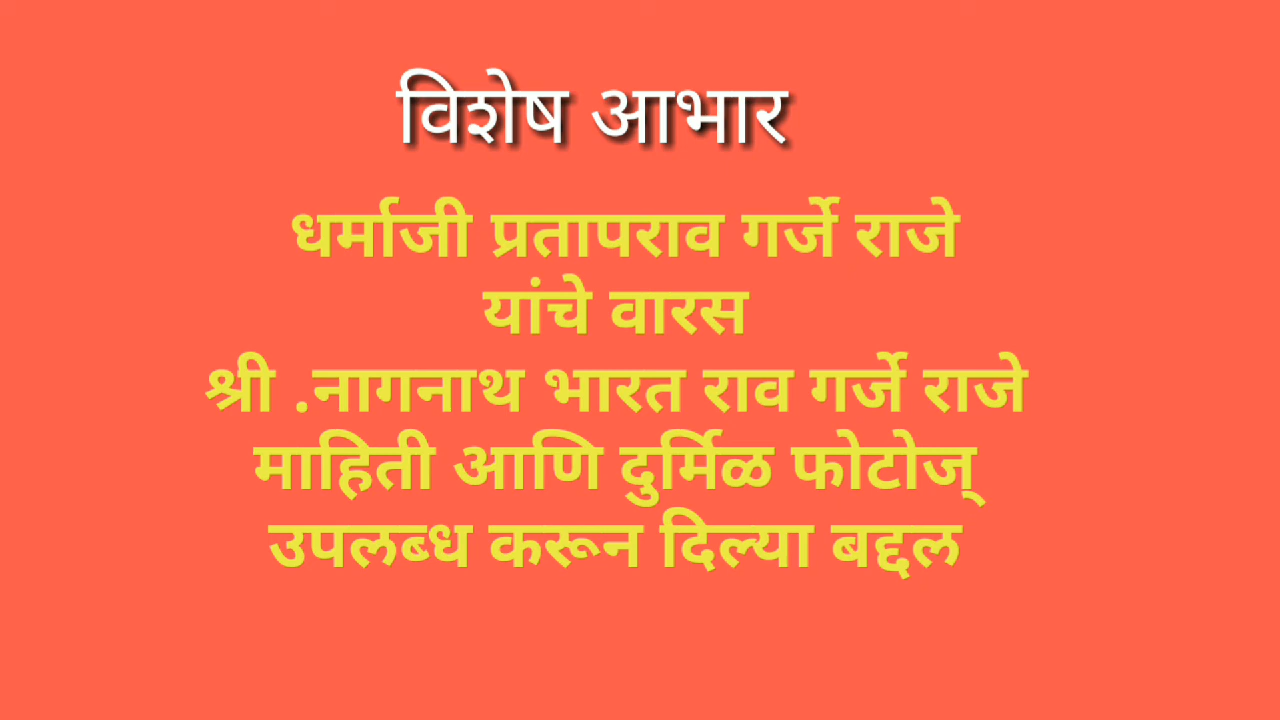 विशेष आभार
धर्माजी प्रतापराव गर्जे राजे
यांचे वारस
श्री .नागनाथ भारत राव गर्जे राजे
माहिती आणि दुर्मिळ फोटोज्
उपलब्ध करून दिल्या बद्दल